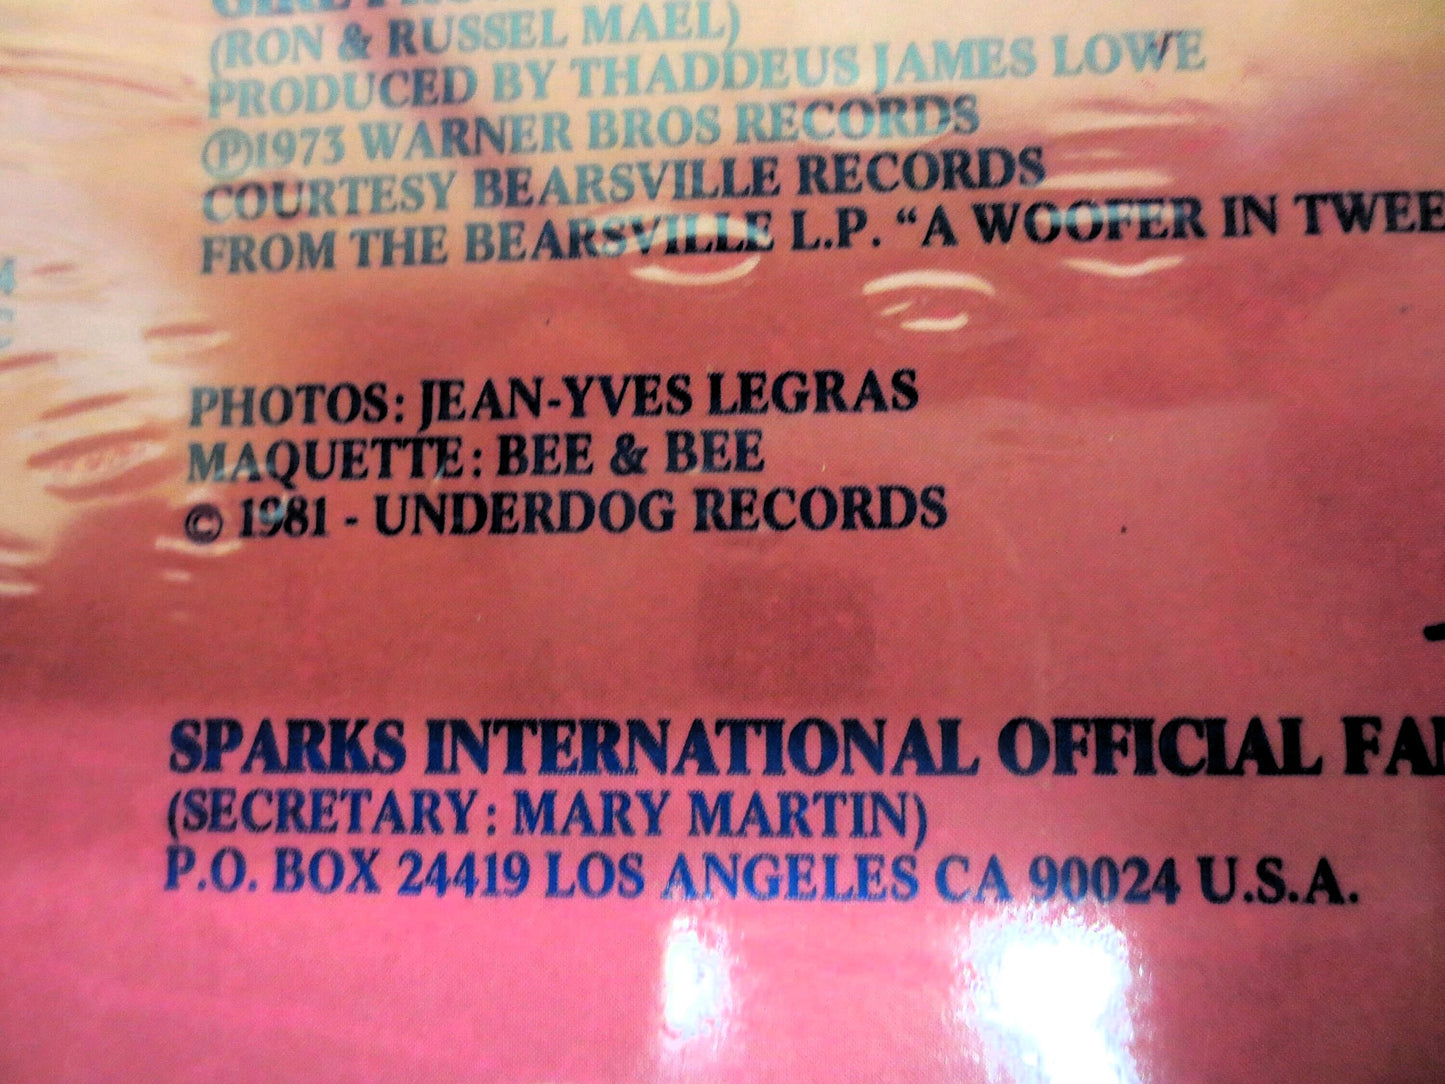 (RON & RUSSEL MAEL)
PRODUCED BY THADDEUS JAMES LOWE
Ⓟ1973 WARNER BROS RECORDS
COURTESY BEARSVILLE RECORDS
FROM THE BEARSVILLE L.P. “A WOOFER IN TWEE
PHOTOS: JEAN-YVES LEGRAS
MAQUETTE: BEE & BEE
© 1981 - UNDERDOG RECORDS
SPARKS INTERNATIONAL OFFICIAL FA
(SECRETARY: MARY MARTIN)
P.O. BOX 24419 LOS ANGELES CA 90024 U.S.A.